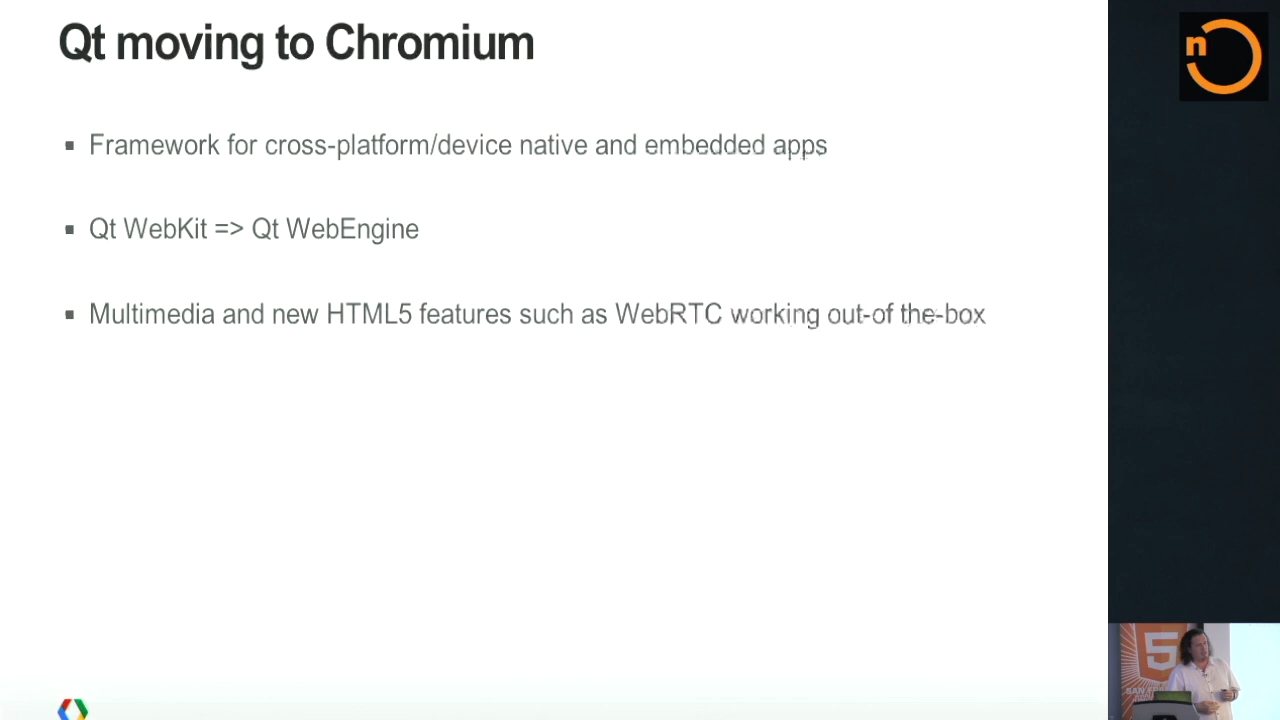 Qt moving to Chromium
▪ Framework for cross-platform/device native and embedded apps
▪ Qt WebKit => Qt WebEngine
▪ Multimedia and new HTML5 features such as WebRTC working out-of the-box
n
5